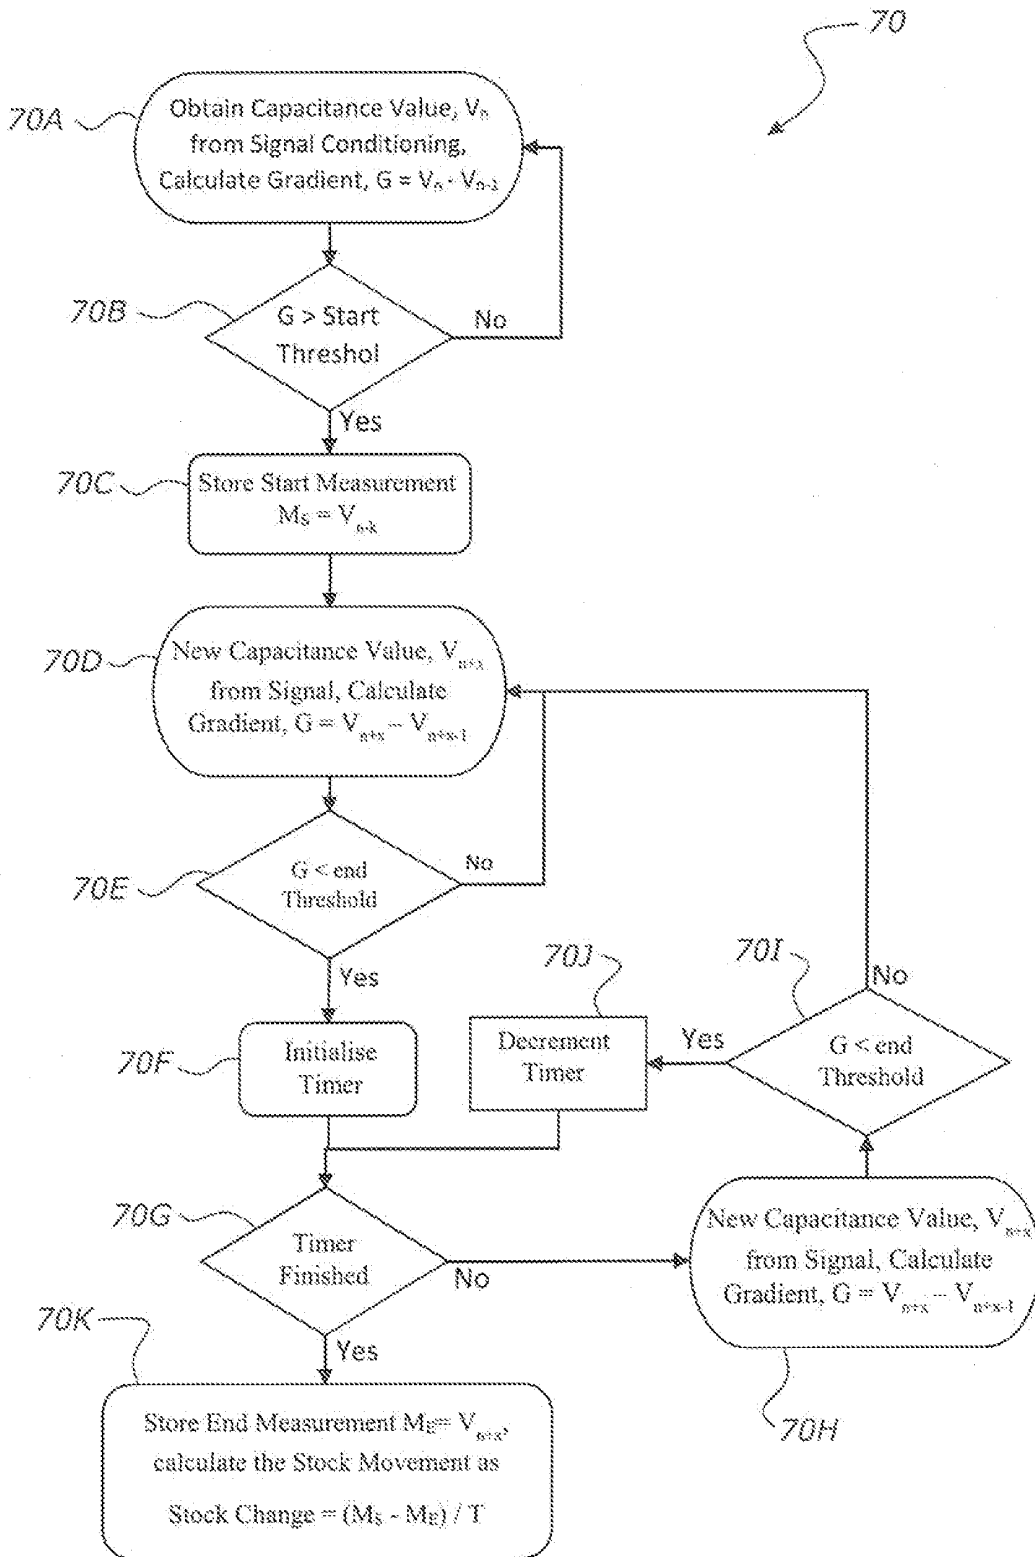 70
70A
Obtain Capacitance Value, Vn
from Signal Conditioning,
Calculate Gradient, G = Vn - Vn-1
70B
G > Start
Threshol
No
Yes
70C
Store Start Measurement
MS = Vn-k
70D
New Capacitance Value, Vn+x
from Signal, Calculate
Gradient, G = Vn+x – Vn+x-1
70E
G < end
Threshold
No
Yes
70F
Initialise
Timer
70J
Decrement
Timer
70I
No
Yes
G < end
Threshold
70G
Timer
Finished
No
Yes
New Capacitance Value, Vn+x
from Signal, Calculate
Gradient, G = Vn+x – Vn+x-1
70H
70K
Store End Measurement ME= Vn+x,
calculate the Stock Movement as
Stock Change = (MS - ME) / T